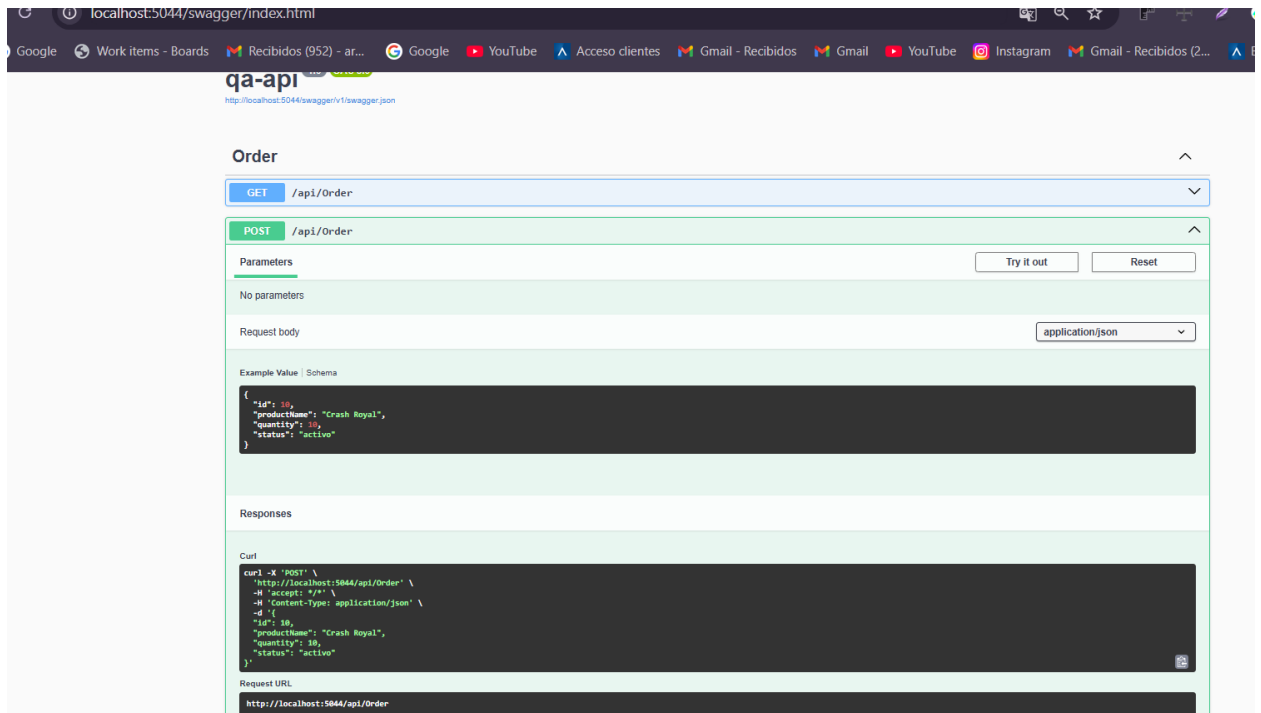 localhost:5044/swagger/index.html
Google Work items - Boards Recibidos (952) - ar... Google YouTube Acceso clientes Gmail - Recibidos Gmail YouTube Instagram Gmail - Recibidos (2...
qa-api
http://localhost:5044/swagger/v1/swagger.json
Order
GET /api/Order
POST /api/Order
Parameters Try it out Reset
No parameters
Request body application/json
Example Value | Schema
{
"id": 10,
"productName": "Crash Royal",
"quantity": 10,
"status": "activo"
}
Responses
Curl
curl -X 'POST' \
'http://localhost:5044/api/Order' \
-H 'accept: */*' \
-H 'Content-Type: application/json' \
-d '{
"id": 10,
"productName": "Crash Royal",
"quantity": 10,
"status": "activo"
}'
Request URL
http://localhost:5044/api/Order